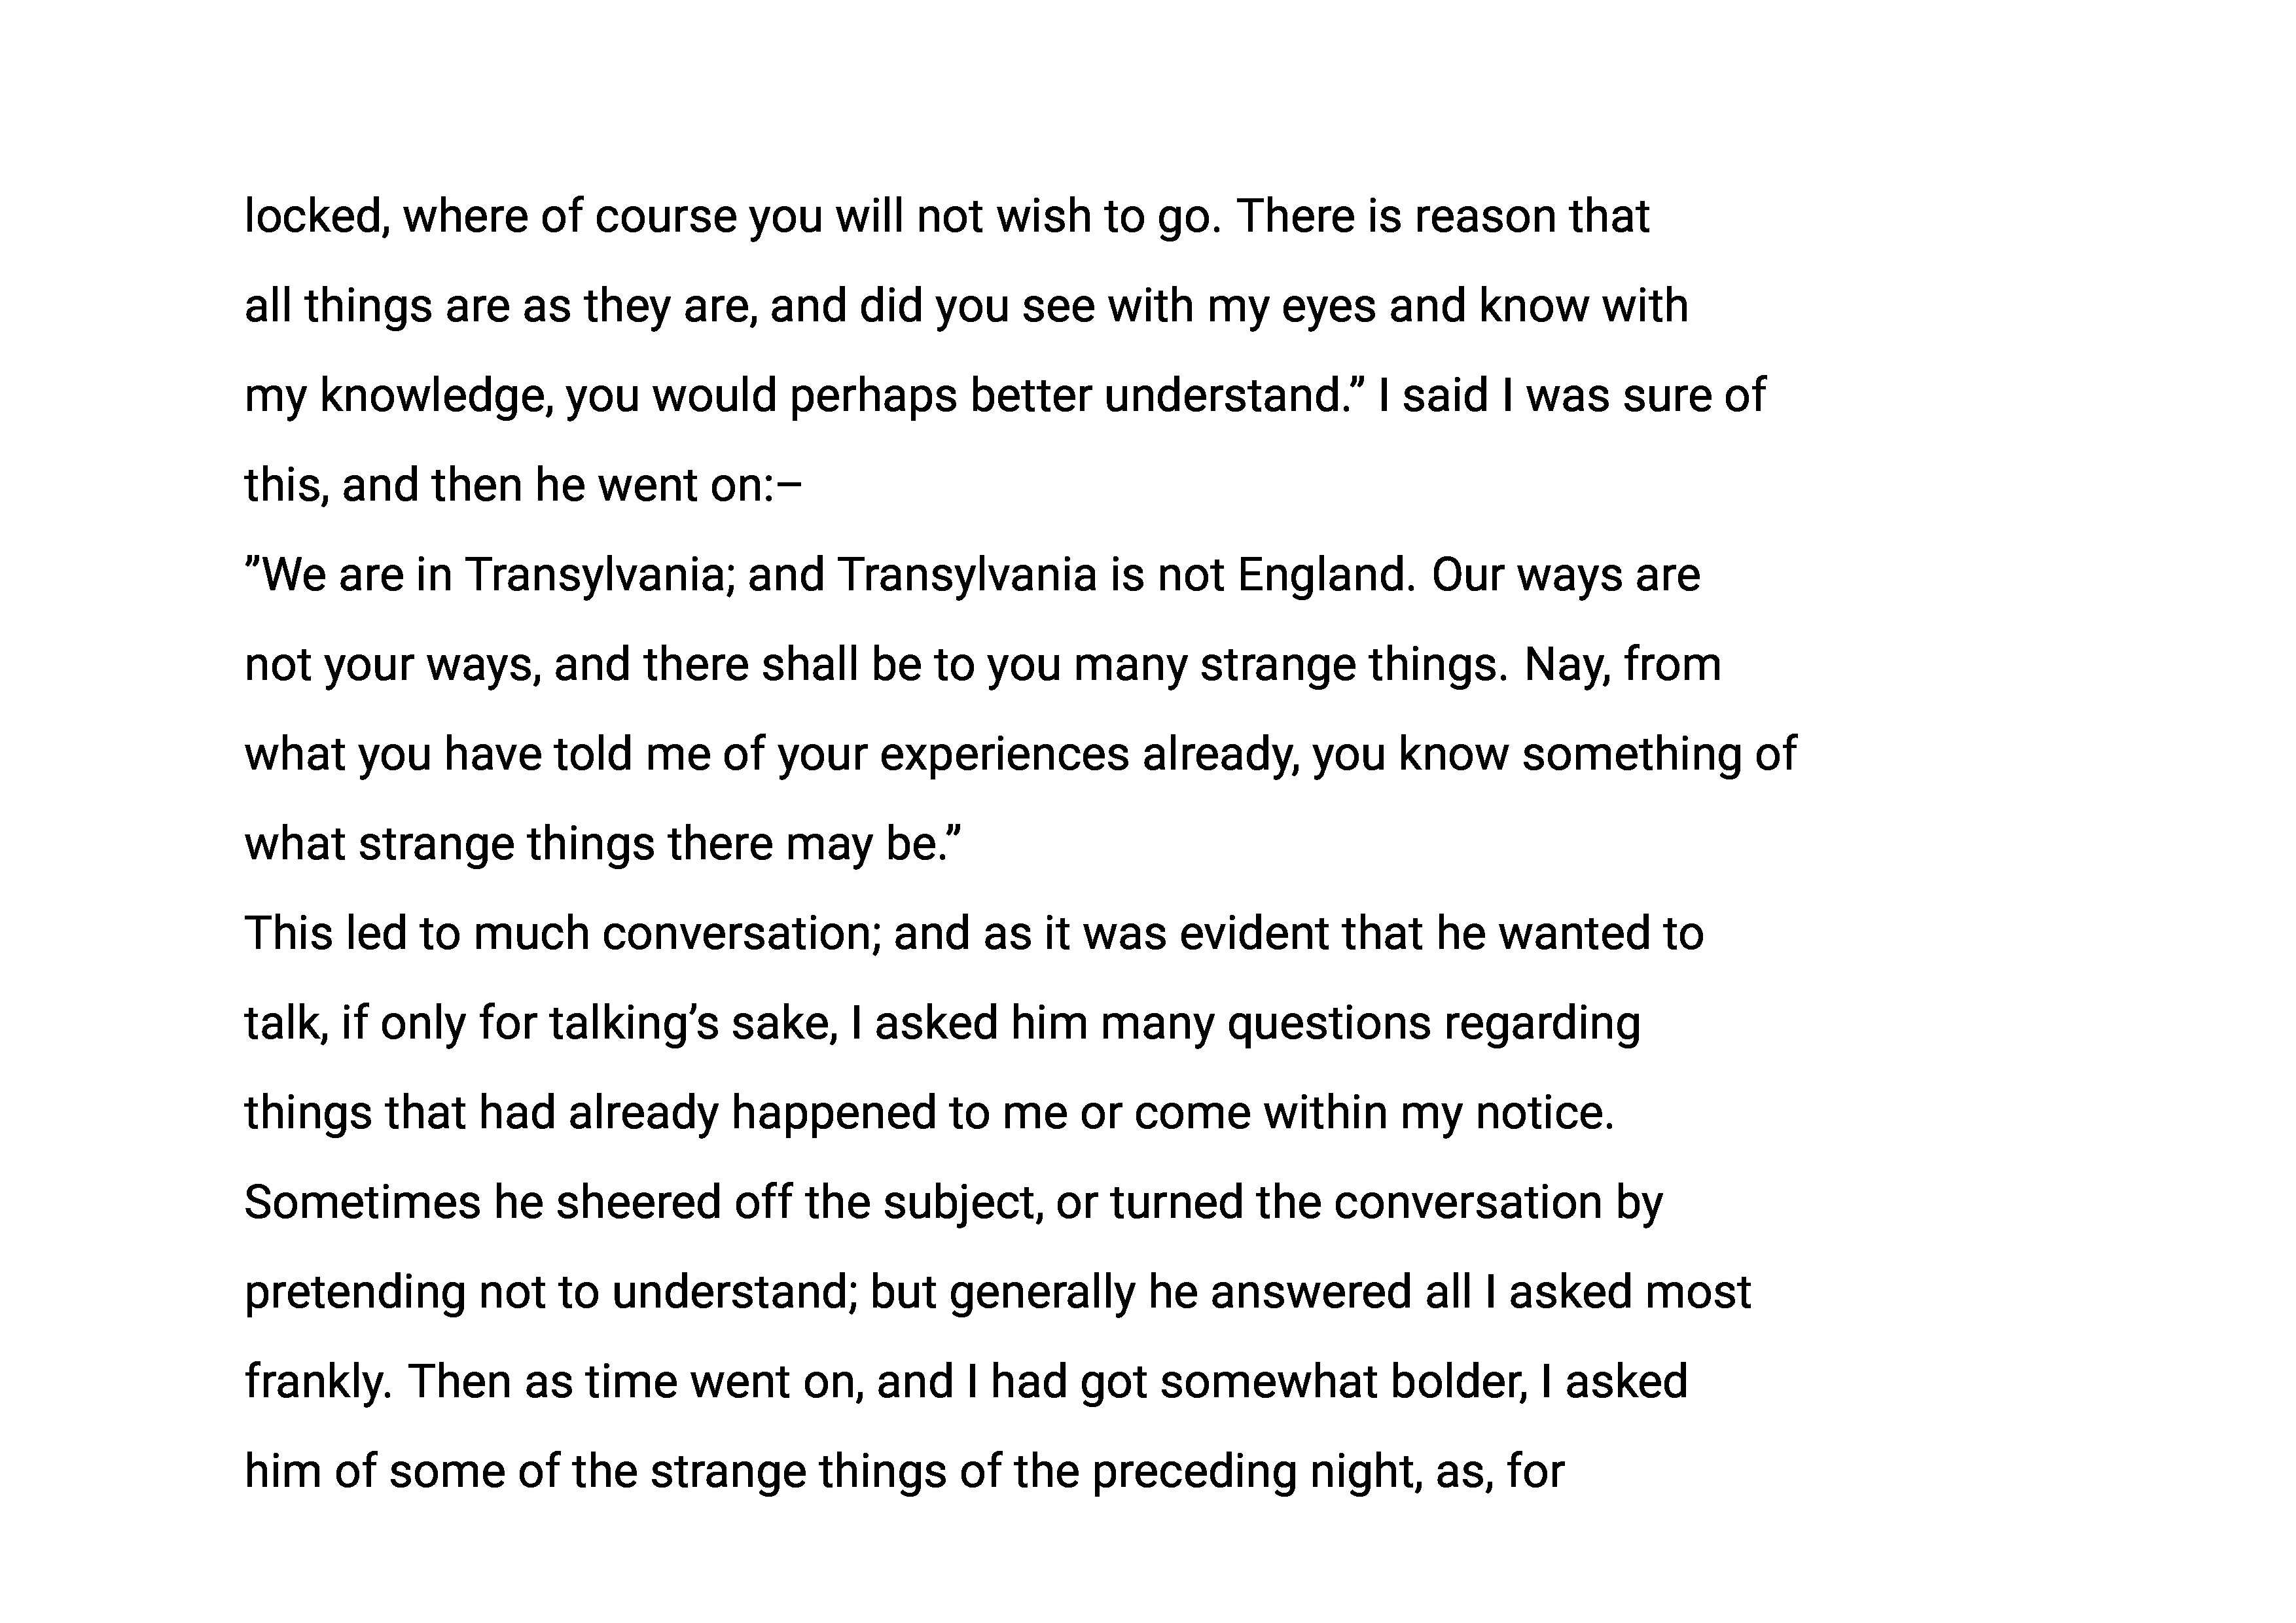 locked, where of course you will not wish to go. There is reason that
all things are as they are, and did you see with my eyes and know with
my knowledge, you would perhaps better understand.” I said I was sure of
this, and then he went on:–
”We are in Transylvania; and Transylvania is not England. Our ways are
not your ways, and there shall be to you many strange things. Nay, from
what you have told me of your experiences already, you know something of
what strange things there may be.”
This led to much conversation; and as it was evident that he wanted to
talk, if only for talking’s sake, I asked him many questions regarding
things that had already happened to me or come within my notice.
Sometimes he sheered off the subject, or turned the conversation by
pretending not to understand; but generally he answered all I asked most
frankly. Then as time went on, and I had got somewhat bolder, I asked
him of some of the strange things of the preceding night, as, for